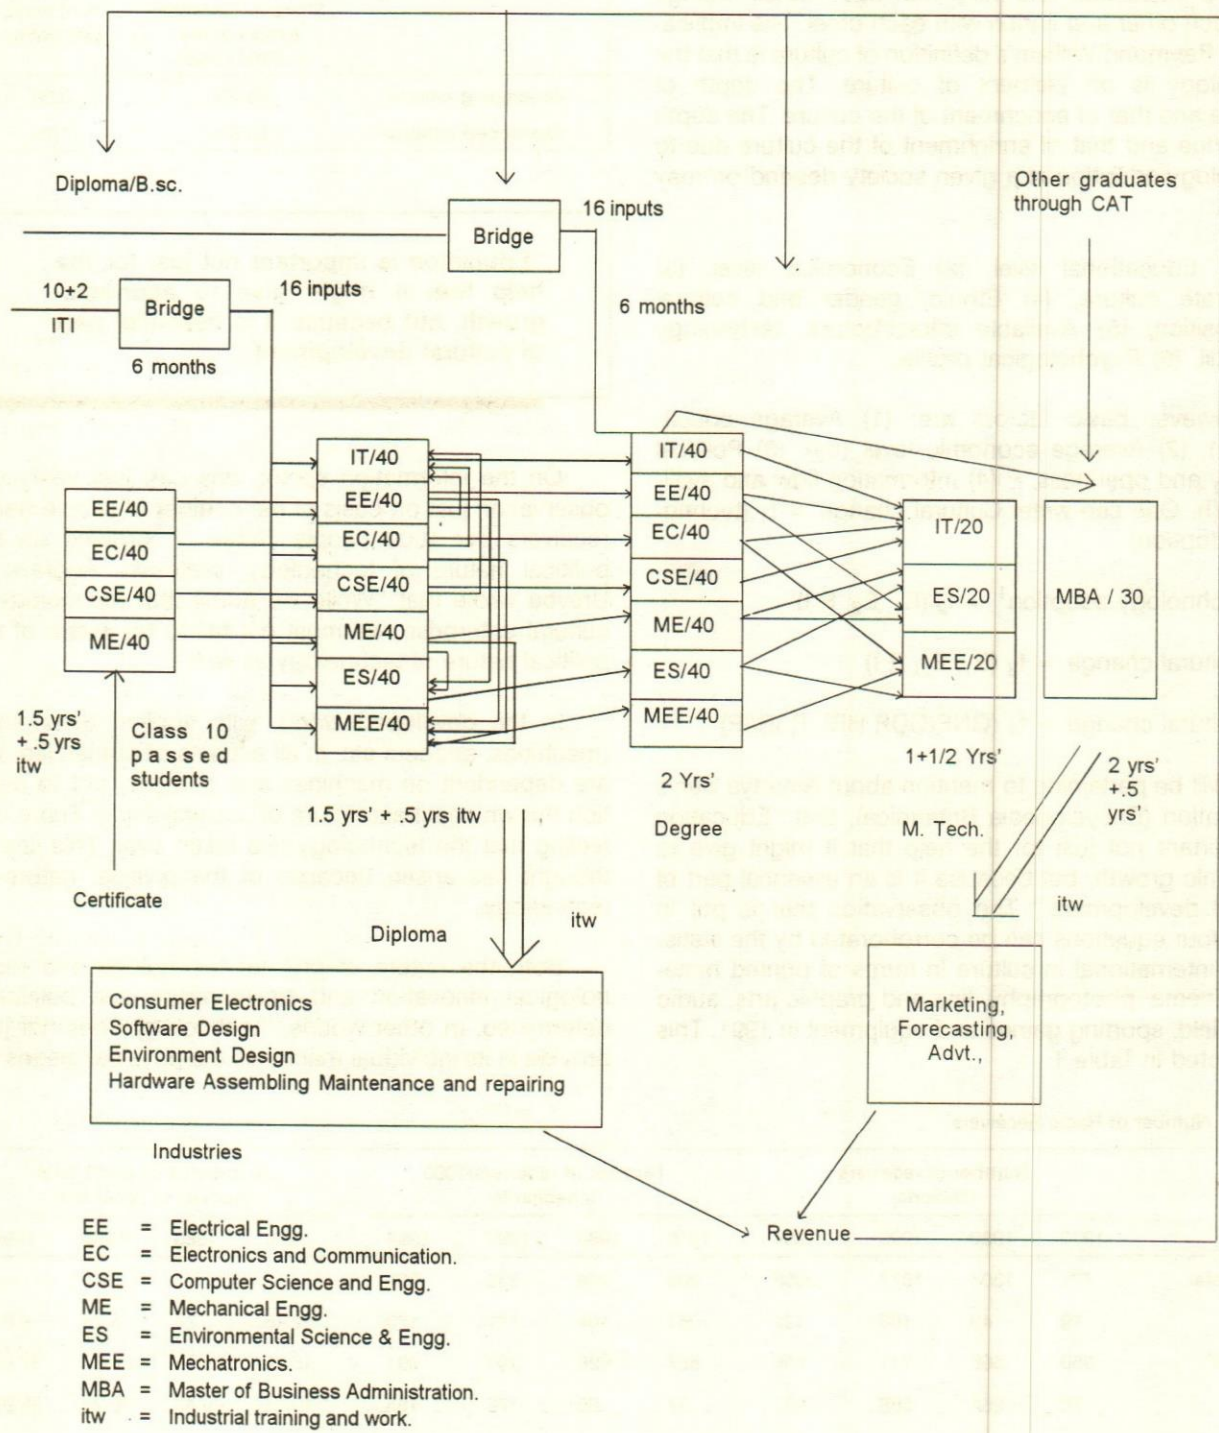 Diploma/B.sc.
Other graduates
through CAT
16 inputs
Bridge
10+2
ITI
Bridge
16 inputs
6 months
6 months
IT/40
EE/40
EC/40
CSE/40
ME/40
ES/40
MEE/40
EE/40
EC/40
CSE/40
ME/40
IT/40
EE/40
EC/40
CSE/40
ME/40
ES/40
MEE/40
IT/20
ES/20
MEE/20
MBA / 30
1.5 yrs'
+ .5 yrs
itw
Class 10
passed
students
1.5 yrs' + .5 yrs itw
2 Yrs'
Degree
1+1/2 Yrs'
M. Tech.
2 yrs'
+.5
yrs'
itw
Certificate
Diploma
itw
Consumer Electronics
Software Design
Environment Design
Hardware Assembling Maintenance and repairing
Industries
Marketing,
Forecasting,
Advt.,
Revenue
EE = Electrical Engg.
EC = Electronics and Communication.
CSE = Computer Science and Engg.
ME = Mechanical Engg.
ES = Environmental Science & Engg.
MEE = Mechatronics.
MBA = Master of Business Administration.
itw = Industrial training and work.